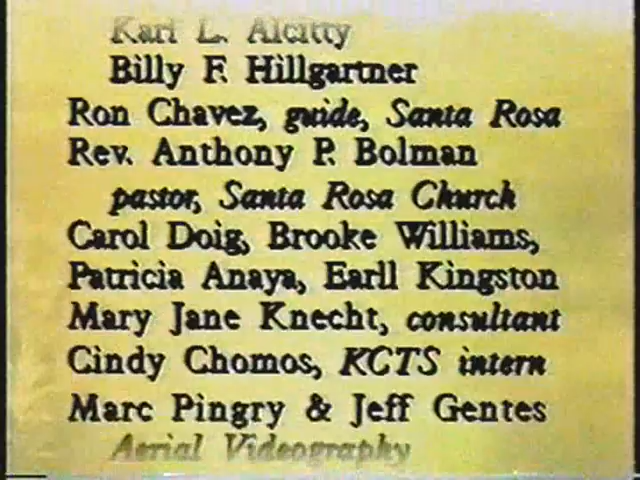 Karl L. Alcitty
Billy F. Hillgartner
Ron Chavez, guide, Santa Rosa
Rev. Anthony P. Bolman
pastor, Santa Rosa Church
Carol Doig, Brooke Williams,
Patricia Anaya, Earll Kingston
Mary Jane Knecht, consultant
Cindy Chomos, KCTS intern
Marc Pingry & Jeff Gentes
Aerial Videography